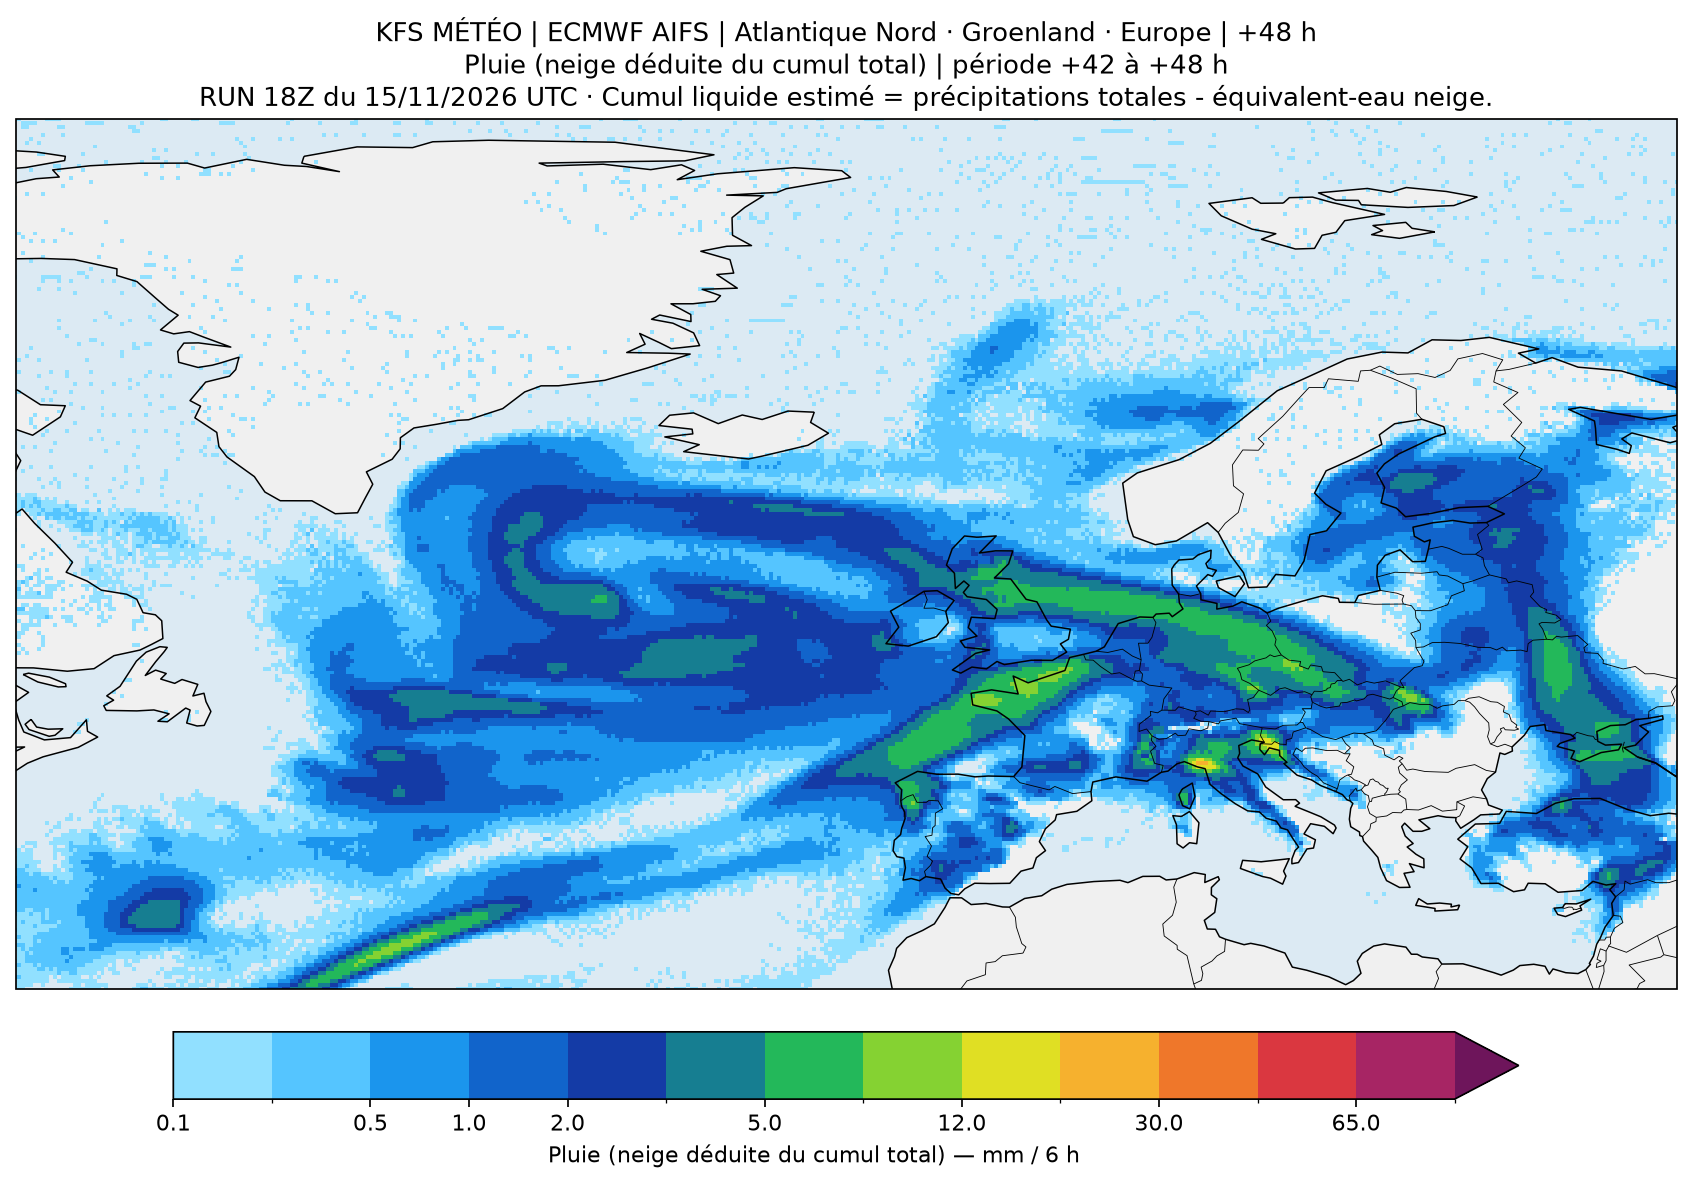 KFS MÉTÉO | ECMWF AIFS | Atlantique Nord · Groenland · Europe | +48 h
Pluie (neige déduite du cumul total) | période +42 à +48 h
RUN 18Z du 15/11/2026 UTC · Cumul liquide estimé = précipitations totales - équivalent-eau neige.
0.1 0.5 1.0 2.0 5.0 12.0 30.0 65.0
Pluie (neige déduite du cumul total) — mm / 6 h